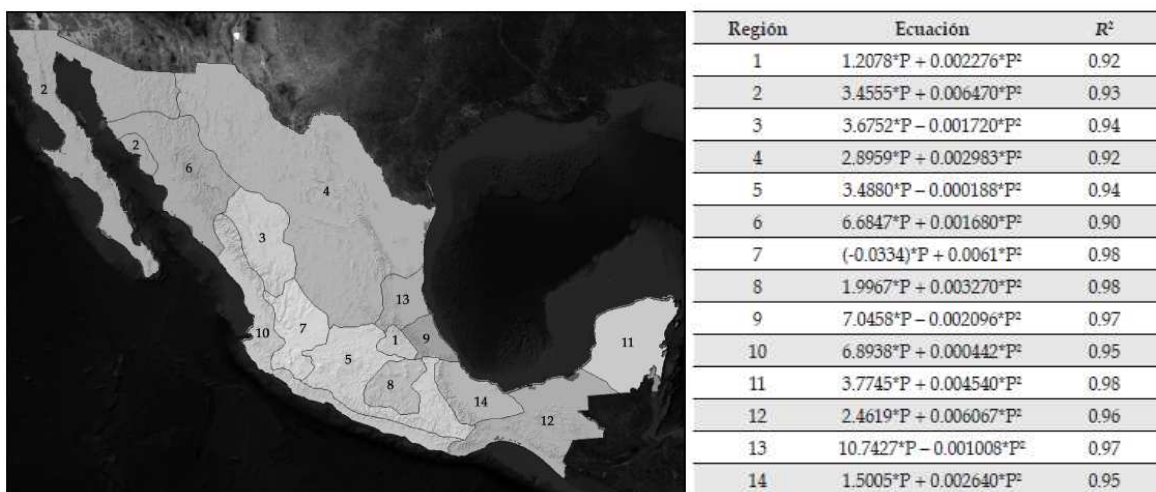 2
2
6
4
3
13
10
7
1
9
5
8
14
12
11
Región Ecuación R²
1 1.2078*P + 0.002276*P² 0.92
2 3.4555*P + 0.006470*P² 0.93
3 3.6752*P – 0.001720*P² 0.94
4 2.8959*P + 0.002983*P² 0.92
5 3.4880*P – 0.000188*P² 0.94
6 6.6847*P + 0.001680*P² 0.90
7 (-0.0334)*P + 0.0061*P² 0.98
8 1.9967*P + 0.003270*P² 0.98
9 7.0458*P – 0.002096*P² 0.97
10 6.8938*P + 0.000442*P² 0.95
11 3.7745*P + 0.004540*P² 0.98
12 2.4619*P + 0.006067*P² 0.96
13 10.7427*P – 0.001008*P² 0.97
14 1.5005*P + 0.002640*P² 0.95